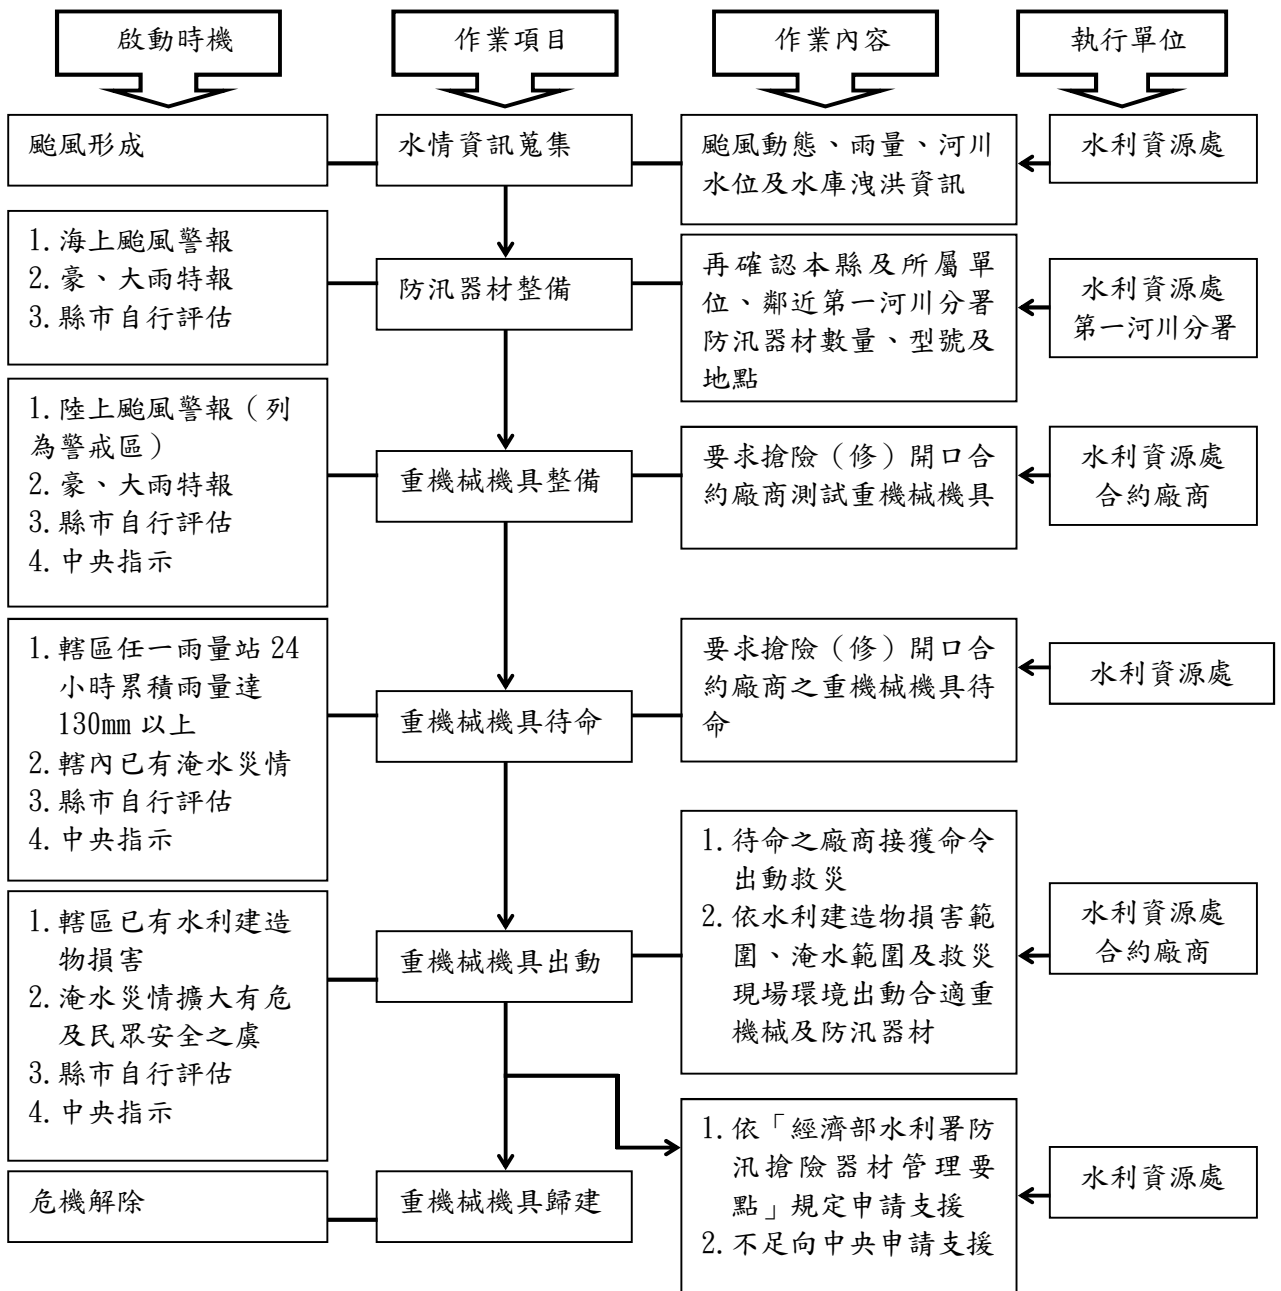 啟動時機
作業項目
作業內容
執行單位
颱風形成
水情資訊蒐集
颱風動態、雨量、河川
水位及水庫洩洪資訊
水利資源處
1.海上颱風警報
2.豪、大雨特報
3.縣市自行評估
防汛器材整備
再確認本縣及所屬單
位、鄰近第一河川分署
防汛器材數量、型號及
地點
水利資源處
第一河川分署
1.陸上颱風警報（列
為警戒區）
2.豪、大雨特報
3.縣市自行評估
4.中央指示
重機械機具整備
要求搶險（修）開口合
約廠商測試重機械機具
水利資源處
合約廠商
1.轄區任一雨量站 24
小時累積雨量達
130mm 以上
2.轄內已有淹水災情
3.縣市自行評估
4.中央指示
重機械機具待命
要求搶險（修）開口合
約廠商之重機械機具待
命
水利資源處
1.轄區已有水利建造
物損害
2.淹水災情擴大有危
及民眾安全之虞
3.縣市自行評估
4.中央指示
重機械機具出動
1.待命之廠商接獲命令
出動救災
2.依水利建造物損害範
圍、淹水範圍及救災
現場環境出動合適重
機械及防汛器材
水利資源處
合約廠商
1.依「經濟部水利署防
汛搶險器材管理要
點」規定申請支援
2.不足向中央申請支援
水利資源處
危機解除
重機械機具歸建